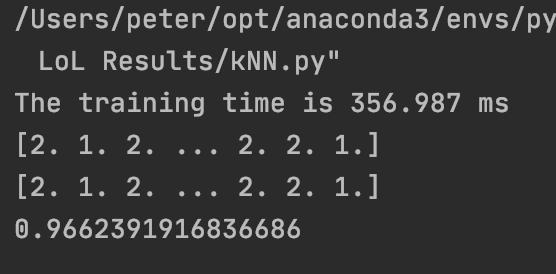 /Users/peter/opt/anaconda3/envs/py
LoL Results/kNN.py"
The training time is 356.987 ms
[2. 1. 2. ... 2. 2. 1.]
[2. 1. 2. ... 2. 2. 1.]
0.9662391916836686